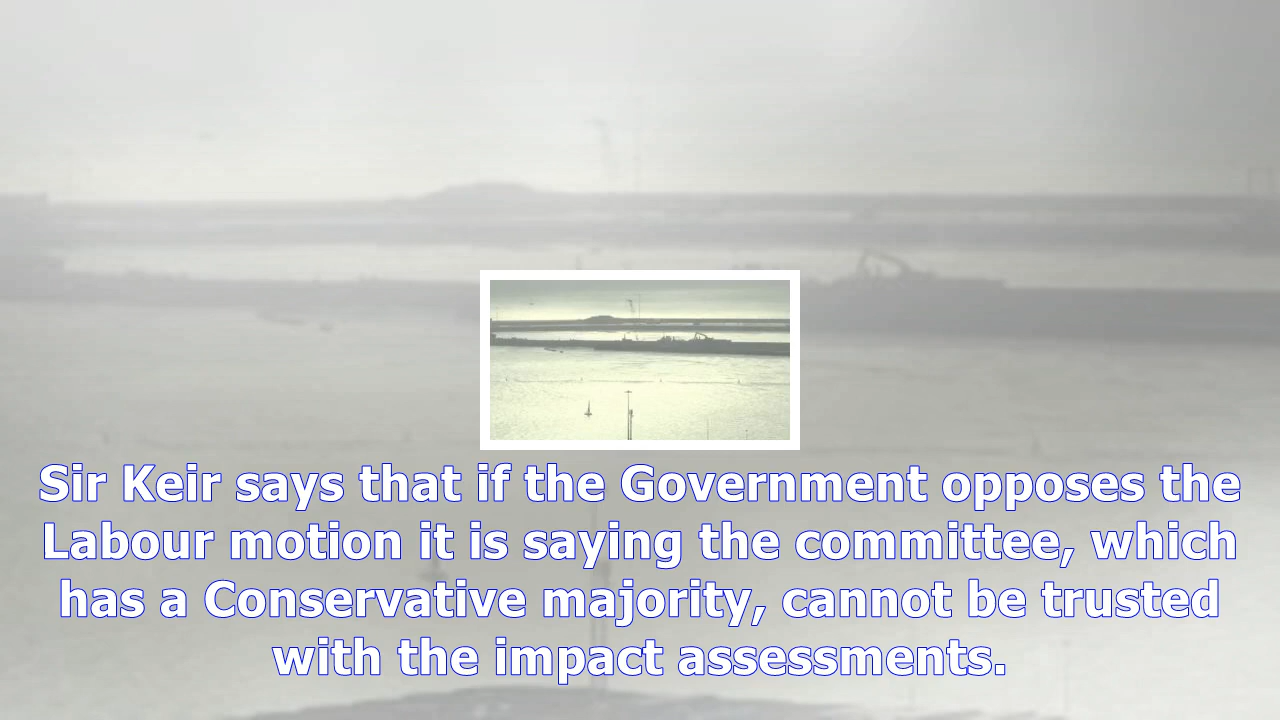 Sir Keir says that if the Government opposes the
Labour motion it is saying the committee, which
has a Conservative majority, cannot be trusted
with the impact assessments.